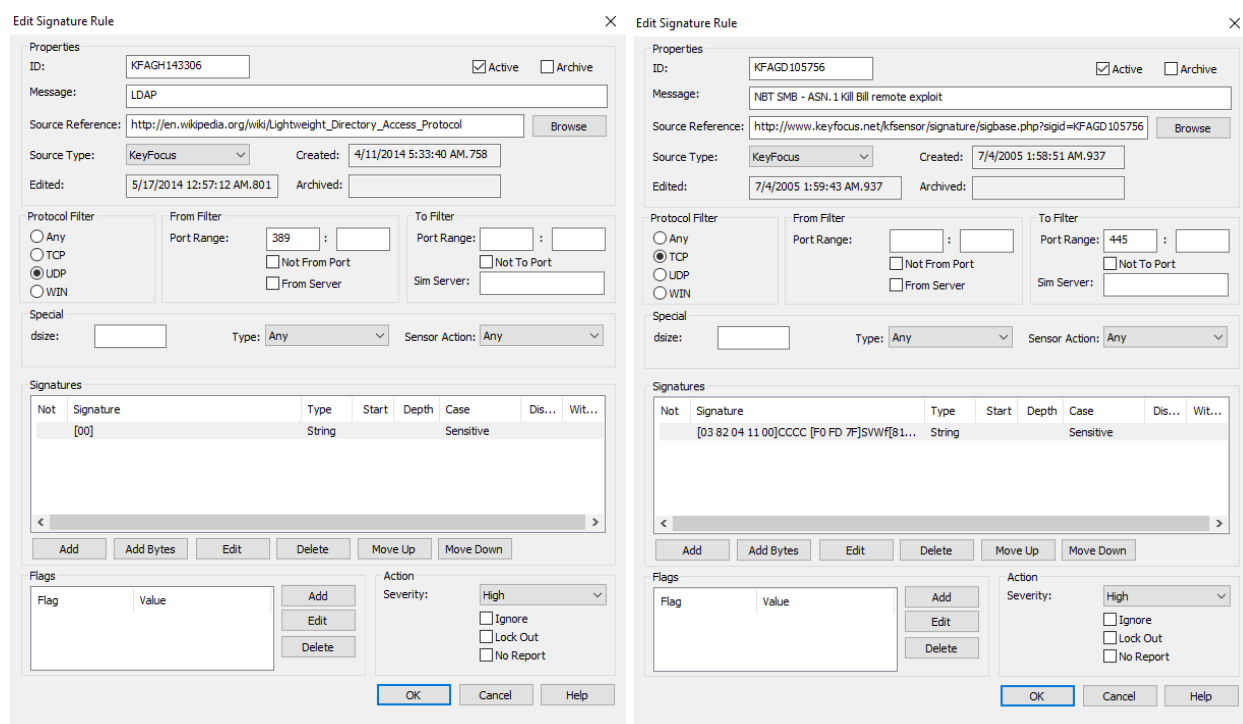 Edit Signature Rule
Properties
ID: KFAGH143306 Active Archive
Message: LDAP
Source Reference: http://en.wikipedia.org/wiki/Lightweight_Directory_Access_Protocol Browse
Source Type: KeyFocus Created: 4/11/2014 5:33:40 AM.758
Edited: 5/17/2014 12:57:12 AM.801 Archived:
Protocol Filter
Any
TCP
UDP
WIN
From Filter
Port Range: 389 :
Not From Port
From Server
To Filter
Port Range: :
Not To Port
Sim Server:
Special
dsize: Type: Any Sensor Action: Any
Signatures
Not Signature Type Start Depth Case Dis... Wit...
[00] String Sensitive
Add Add Bytes Edit Delete Move Up Move Down
Flags
Flag Value
Add
Edit
Delete
Action
Severity: High
Ignore
Lock Out
No Report
OK Cancel Help
Edit Signature Rule
Properties
ID: KFAGD105756 Active Archive
Message: NBT SMB - ASN.1 Kill Bill remote exploit
Source Reference: http://www.keyfocus.net/kfsensor/signature/sigbase.php?sigid=KFAGD105756 Browse
Source Type: KeyFocus Created: 7/4/2005 1:58:51 AM.937
Edited: 7/4/2005 1:59:43 AM.937 Archived:
Protocol Filter
Any
TCP
UDP
WIN
From Filter
Port Range: :
Not From Port
From Server
To Filter
Port Range: 445 :
Not To Port
Sim Server:
Special
dsize: Type: Any Sensor Action: Any
Signatures
Not Signature Type Start Depth Case Dis... Wit...
[03 82 04 11 00]CCCC [F0 FD 7F]SVWf[81... String Sensitive
Add Add Bytes Edit Delete Move Up Move Down
Flags
Flag Value
Add
Edit
Delete
Action
Severity: High
Ignore
Lock Out
No Report
OK Cancel Help